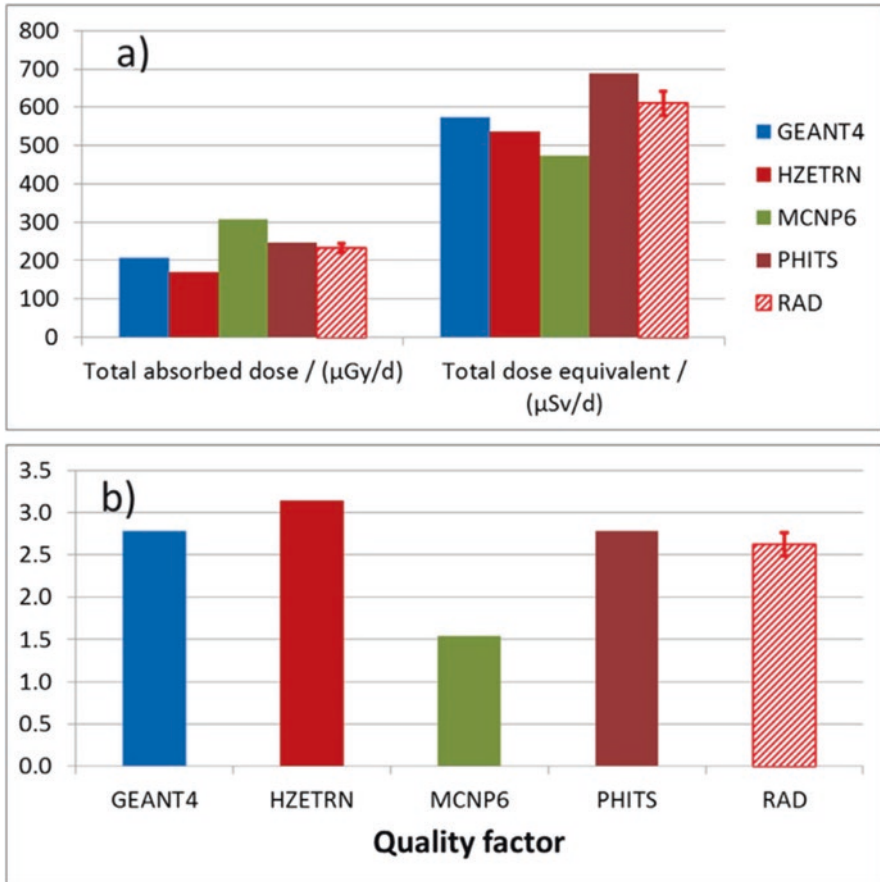 800
700
600
500
400
300
200
100
0
a)
Total absorbed dose / (μGy/d)
Total dose equivalent /
(μSv/d)
GEANT4
HZETRN
MCNP6
PHITS
RAD
3.5
3.0
2.5
2.0
1.5
1.0
0.5
0.0
b)
GEANT4
HZETRN
MCNP6
PHITS
RAD
Quality factor